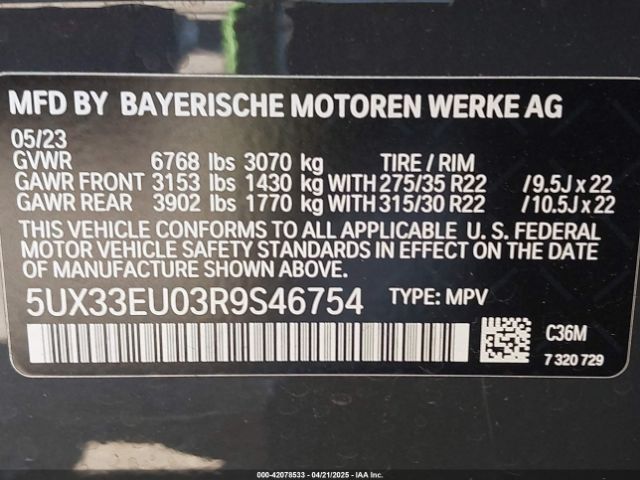 MFD BY BAYERISCHE MOTOREN WERKE AG
05/23
GVWR 6768 lbs 3070 kg TIRE / RIM
GAWR FRONT 3153 lbs 1430 kg WITH 275/35 R22 / 9.5J x 22
GAWR REAR 3902 lbs 1770 kg WITH 315/30 R22 / 10.5J x 22
THIS VEHICLE CONFORMS TO ALL APPLICABLE U. S. FEDERAL
MOTOR VEHICLE SAFETY STANDARDS IN EFFECT ON THE DATE
OF MANUFACTURE SHOWN ABOVE.
5UX33EU03R9S46754 TYPE: MPV
C36M
7 320 729
000-42078533 - 04/21/2025 - IAA Inc.